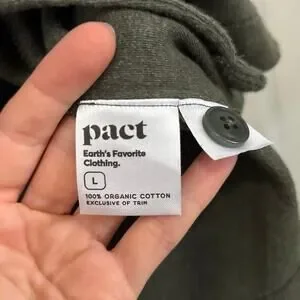 pact
Earth's Favorite
Clothing.
L
100% ORGANIC COTTON
EXCLUSIVE OF TRIM